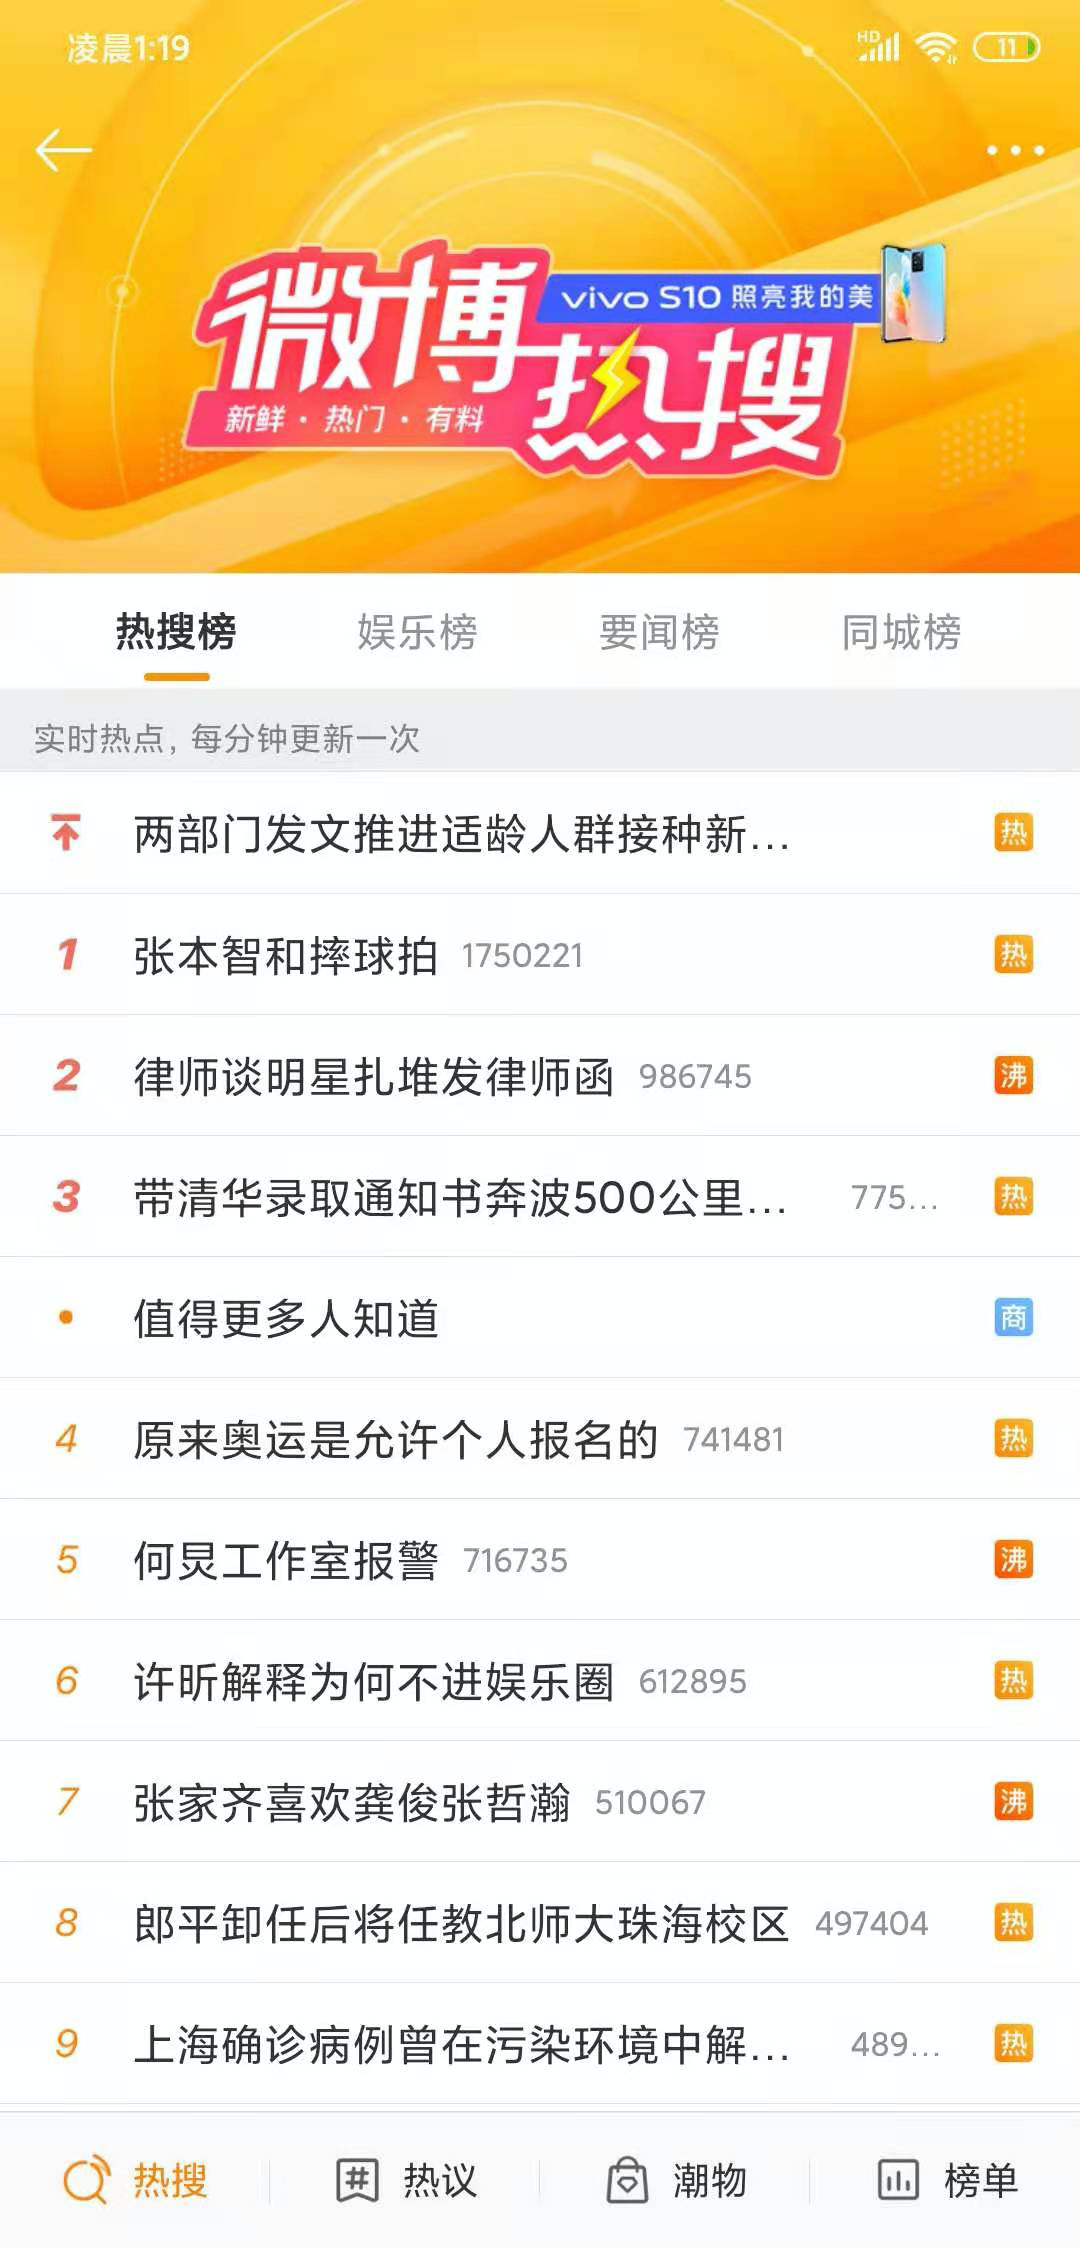 凌晨1:19
HD
11
微博热搜
vivo S10 照亮我的美
新鲜·热门·有料
热搜榜 娱乐榜 要闻榜 同城榜
实时热点，每分钟更新一次
两部门发文推进适龄人群接种新... 热
1 张本智和摔球拍 1750221 热
2 律师谈明星扎堆发律师函 986745 沸
3 带清华录取通知书奔波500公里... 775... 热
• 值得更多人知道 商
4 原来奥运是允许个人报名的 741481 热
5 何炅工作室报警 716735 沸
6 许昕解释为何不进娱乐圈 612895 热
7 张家齐喜欢龚俊张哲瀚 510067 沸
8 郎平卸任后将任教北师大珠海校区 497404 热
9 上海确诊病例曾在污染环境中解... 489... 热
热搜 # 热议 潮物 榜单